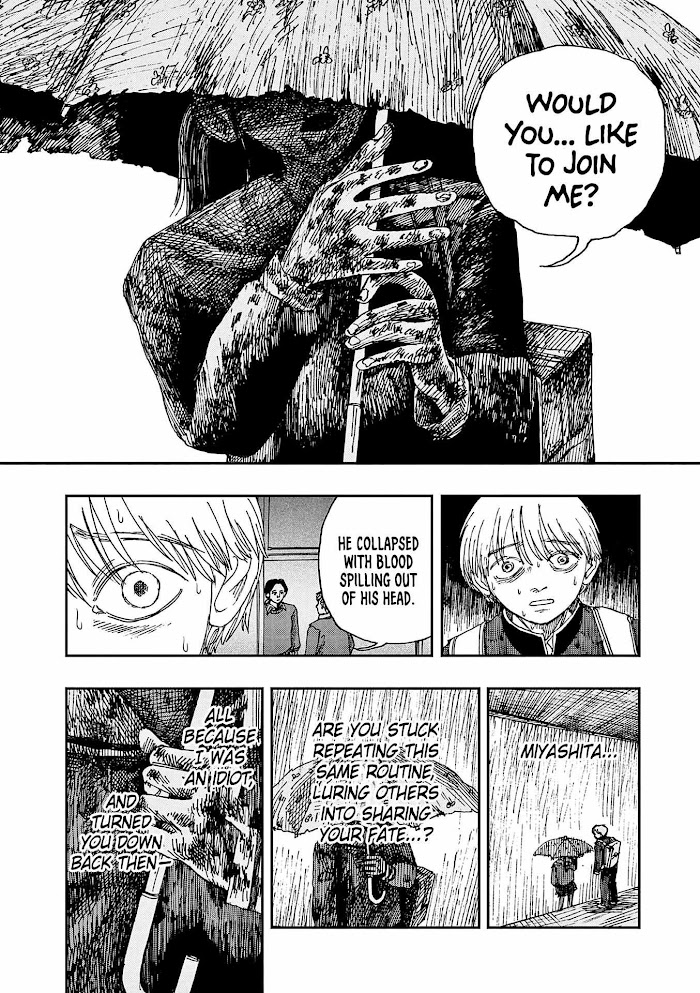 WOULD
YOU... LIKE
TO JOIN
ME?
HE COLLAPSED
WITH BLOOD
SPILLING OUT
OF HIS HEAD.
MIYASHITA...
ARE YOU STUCK
REPEATING THIS
SAME ROUTINE,
LURING OTHERS
INTO SHARING
YOUR FATE...?
ALL
BECAUSE
I WAS
AN IDIOT,
AND
TURNED
YOU DOWN
BACK THEN—